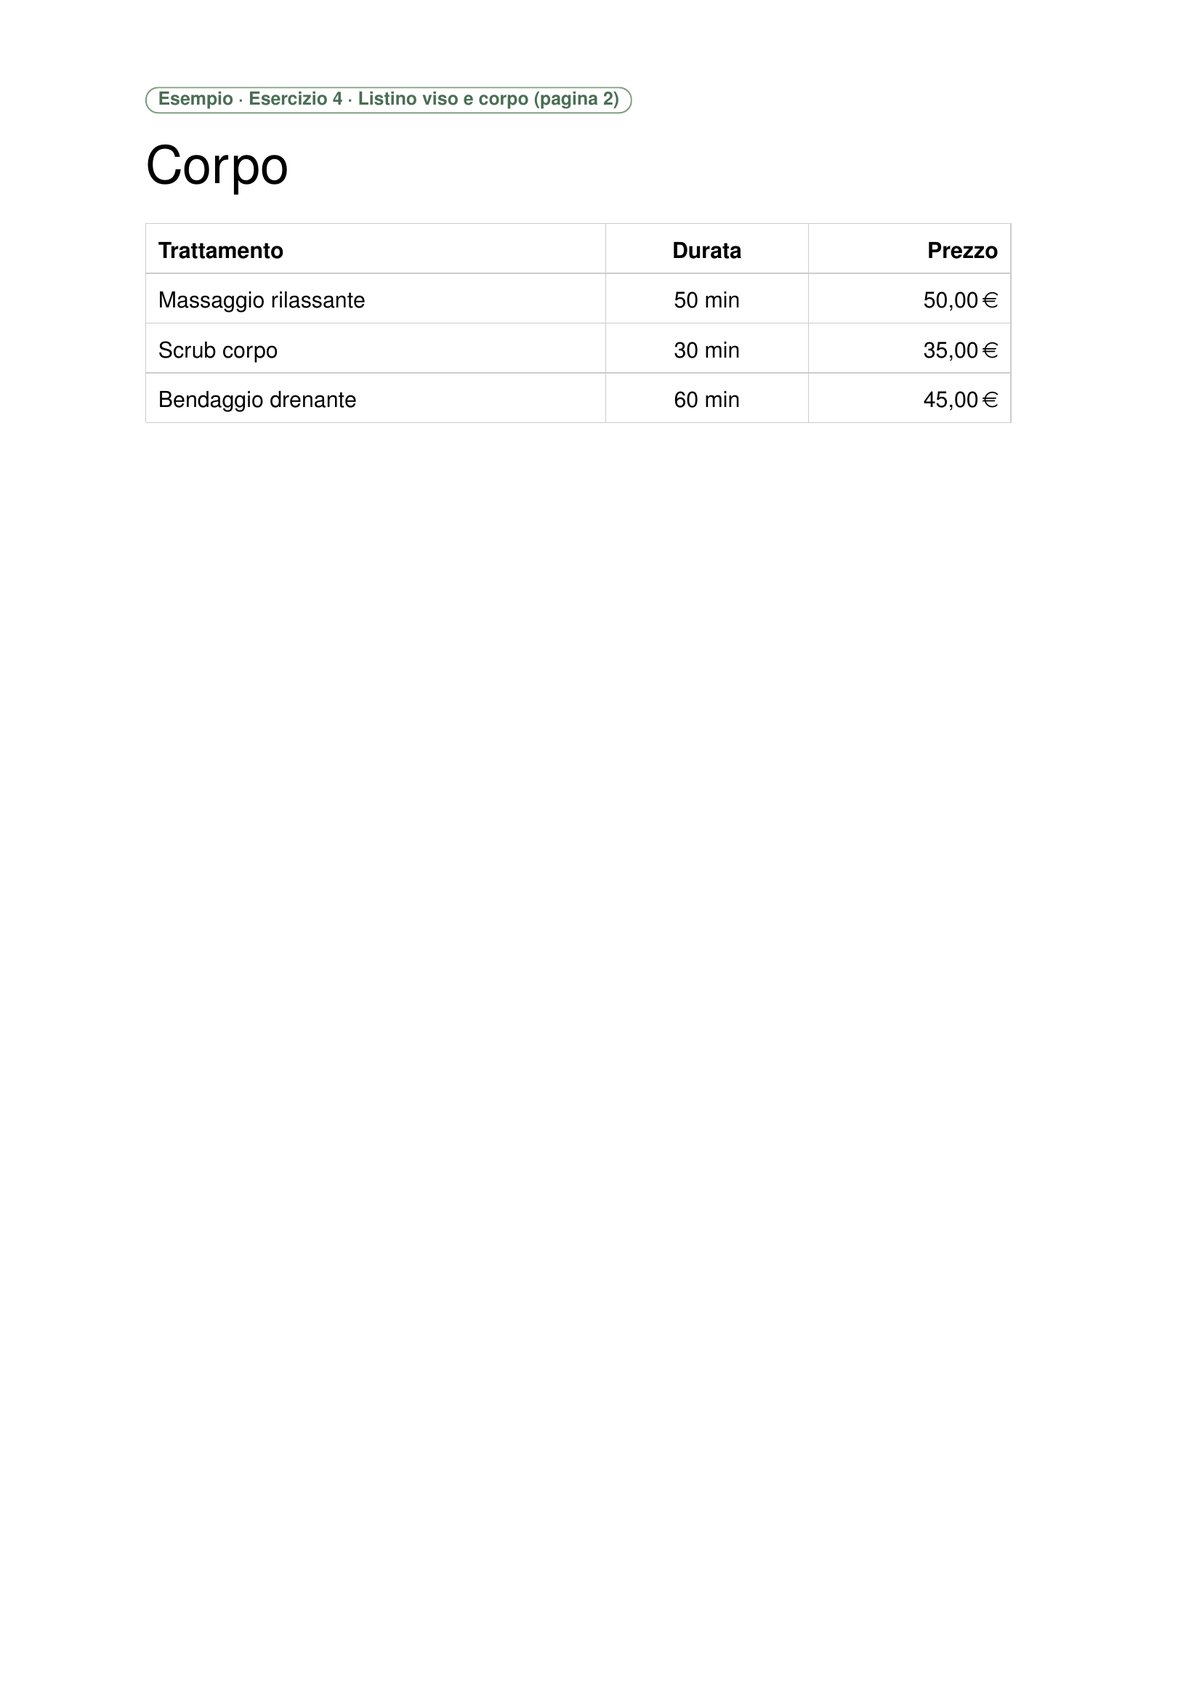 Esempio · Esercizio 4 · Listino viso e corpo (pagina 2)
Corpo
Trattamento Durata Prezzo
Massaggio rilassante 50 min 50,00 €
Scrub corpo 30 min 35,00 €
Bendaggio drenante 60 min 45,00 €